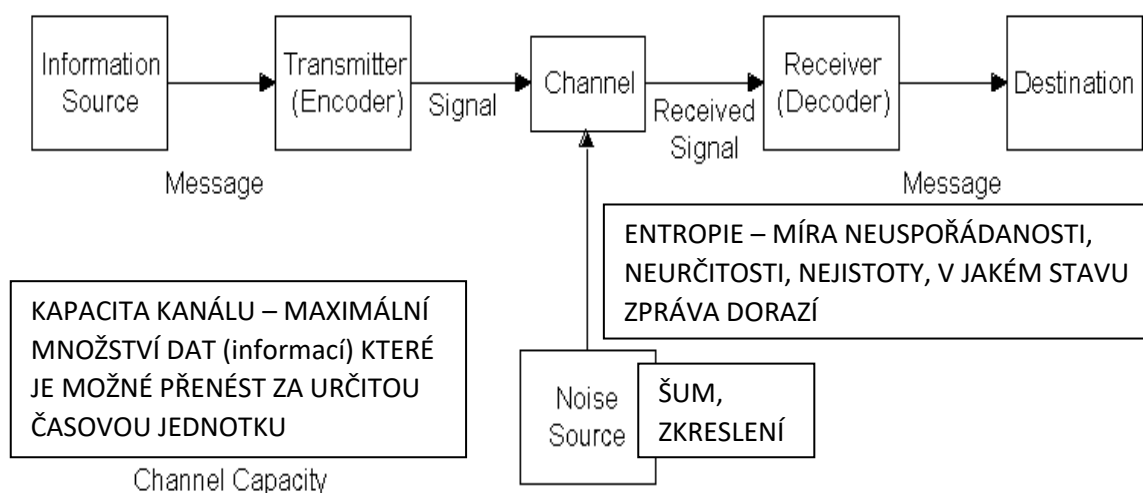 Information
Source
Transmitter
(Encoder)
Signal
Channel
Received
Signal
Receiver
(Decoder)
Destination
Message
Message
ENTROPIE – MÍRA NEUSPOŘÁDANOSTI,
NEURČITOSTI, NEJISTOTY, V JAKÉM STAVU
ZPRÁVA DORAZÍ
KAPACITA KANÁLU – MAXIMÁLNÍ
MNOŽSTVÍ DAT (informací) KTERÉ
JE MOŽNÉ PŘENÉST ZA URČITOU
ČASOVOU JEDNOTKU
Channel Capacity
Noise
Source
ŠUM,
ZKRESLENÍ